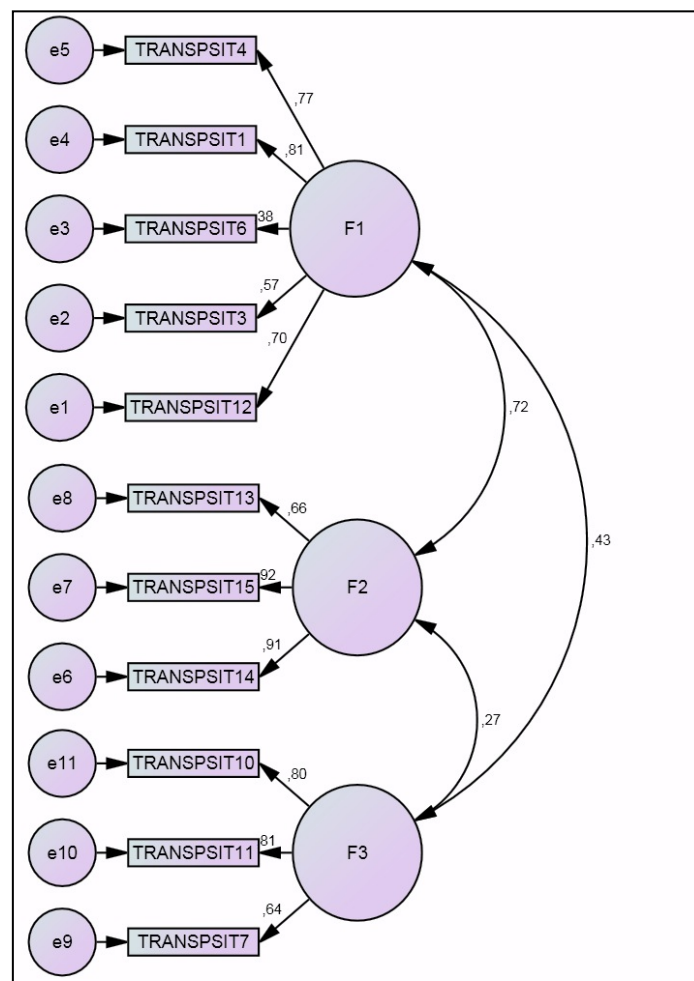 e5 TRANSPSIT4
,77
e4 TRANSPSIT1
,81
e3 TRANSPSIT6 38 F1
e2 TRANSPSIT3
,57
,70
e1 TRANSPSIT12
,72
e8 TRANSPSIT13
,66
,43
e7 TRANSPSIT15 92 F2
e6 TRANSPSIT14
,91
,27
e11 TRANSPSIT10
,80
e10 TRANSPSIT11 81 F3
e9 TRANSPSIT7
,64